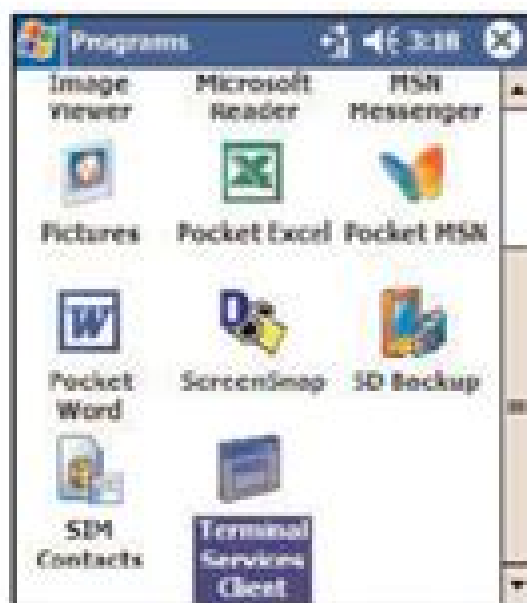 Programs 3:18
Image Microsoft MSN
Viewer Reader Messenger
Pictures Pocket Excel Pocket MSN
W
Pocket ScreenSnap SD Backup
Word
SIM Terminal
Contacts Services
Client